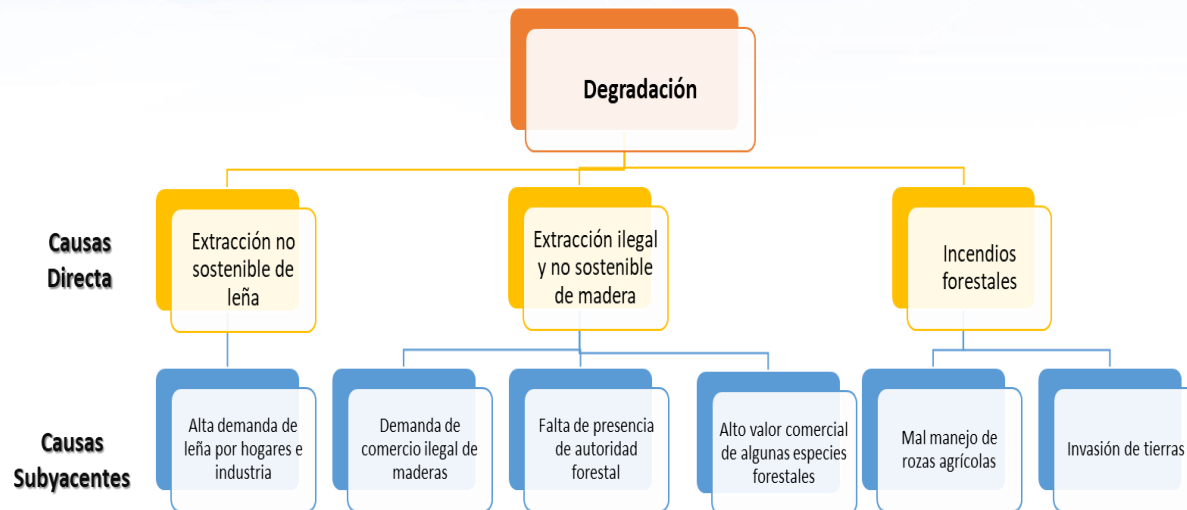 Degradación
Causas
Directa
Extracción no
sostenible de
leña
Extracción ilegal
y no sostenible
de madera
Incendios
forestales
Causas
Subyacentes
Alta demanda de
leña por hogares e
industria
Demanda de
comercio ilegal de
maderas
Falta de presencia
de autoridad
forestal
Alto valor comercial
de algunas especies
forestales
Mal manejo de
rozas agrícolas
Invasión de tierras